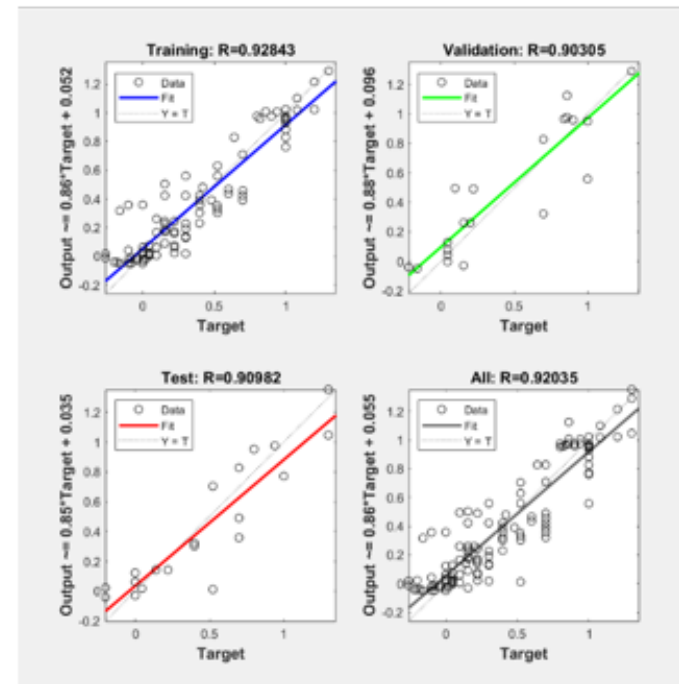 Training: R=0.92843
Output ~= 0.86*Target + 0.052
1.2
1
0.8
0.6
0.4
0.2
0
-0.2
Data
Fit
Y = T
0
0.5
1
Target
Validation: R=0.90305
Output ~= 0.88*Target + 0.096
1.2
1
0.8
0.6
0.4
0.2
0
-0.2
Data
Fit
Y = T
0
0.5
1
Target
Test: R=0.90982
Output ~= 0.85*Target + 0.035
1.2
1
0.8
0.6
0.4
0.2
0
-0.2
Data
Fit
Y = T
0
0.5
1
Target
All: R=0.92035
Output ~= 0.86*Target + 0.055
1.2
1
0.8
0.6
0.4
0.2
0
-0.2
Data
Fit
Y = T
0
0.5
1
Target